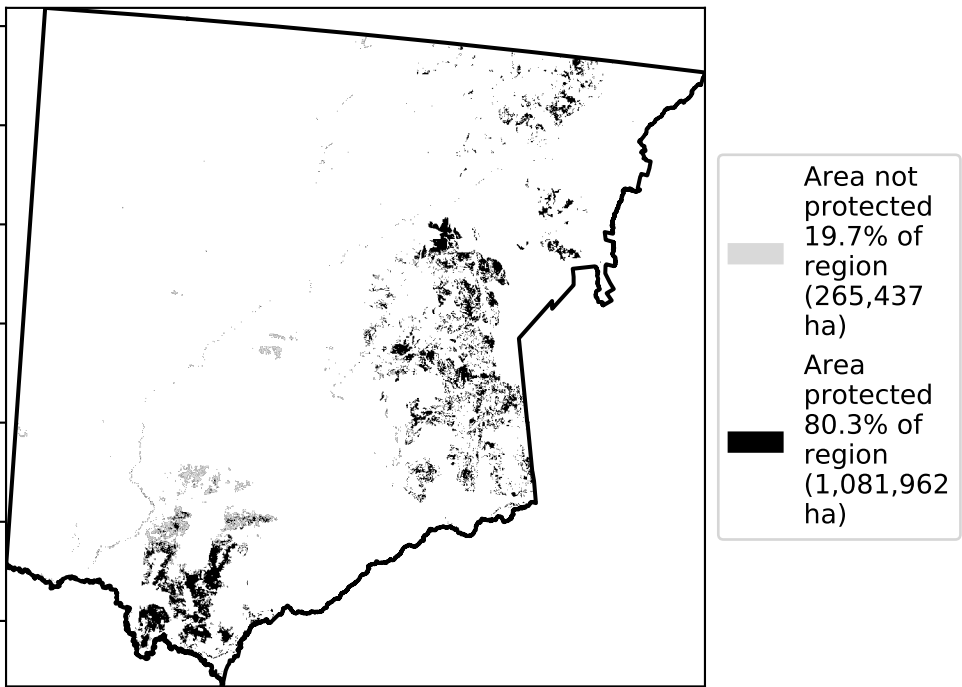 Area not
protected
19.7% of
region
(265,437
ha)
Area
protected
80.3% of
region
(1,081,962
ha)